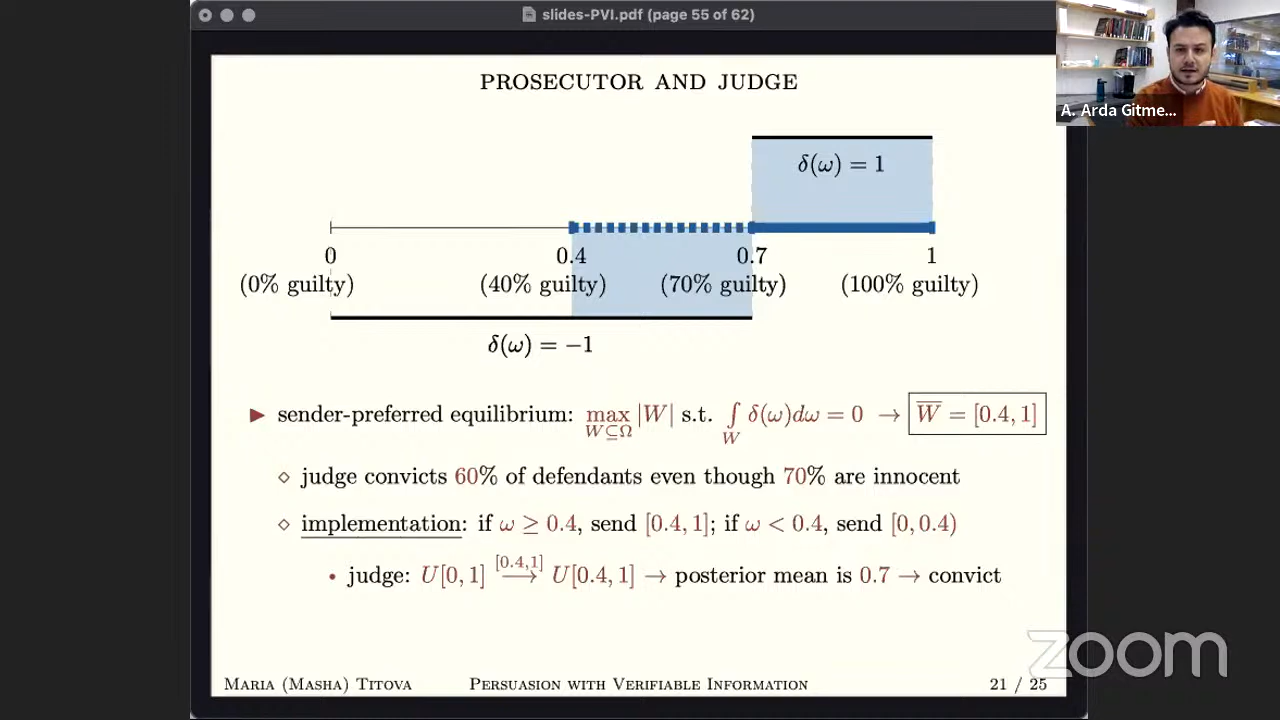 slides-PVI.pdf (page 55 of 62)
A. Arda Gitme...
PROSECUTOR AND JUDGE
δ(ω) = 1
0 0.4 0.7 1
(0% guilty) (40% guilty) (70% guilty) (100% guilty)
δ(ω) = −1
► sender-preferred equilibrium: max_{W⊆Ω} |W| s.t. ∫_W δ(ω)dω = 0 → W̅ = [0.4, 1]
⋄ judge convicts 60% of defendants even though 70% are innocent
⋄ implementation: if ω ≥ 0.4, send [0.4, 1]; if ω < 0.4, send [0, 0.4)
• judge: U[0, 1] →^{[0.4,1]} U[0.4, 1] → posterior mean is 0.7 → convict
zoom
MARIA (MASHA) TITOVA PERSUASION WITH VERIFIABLE INFORMATION 21 / 25